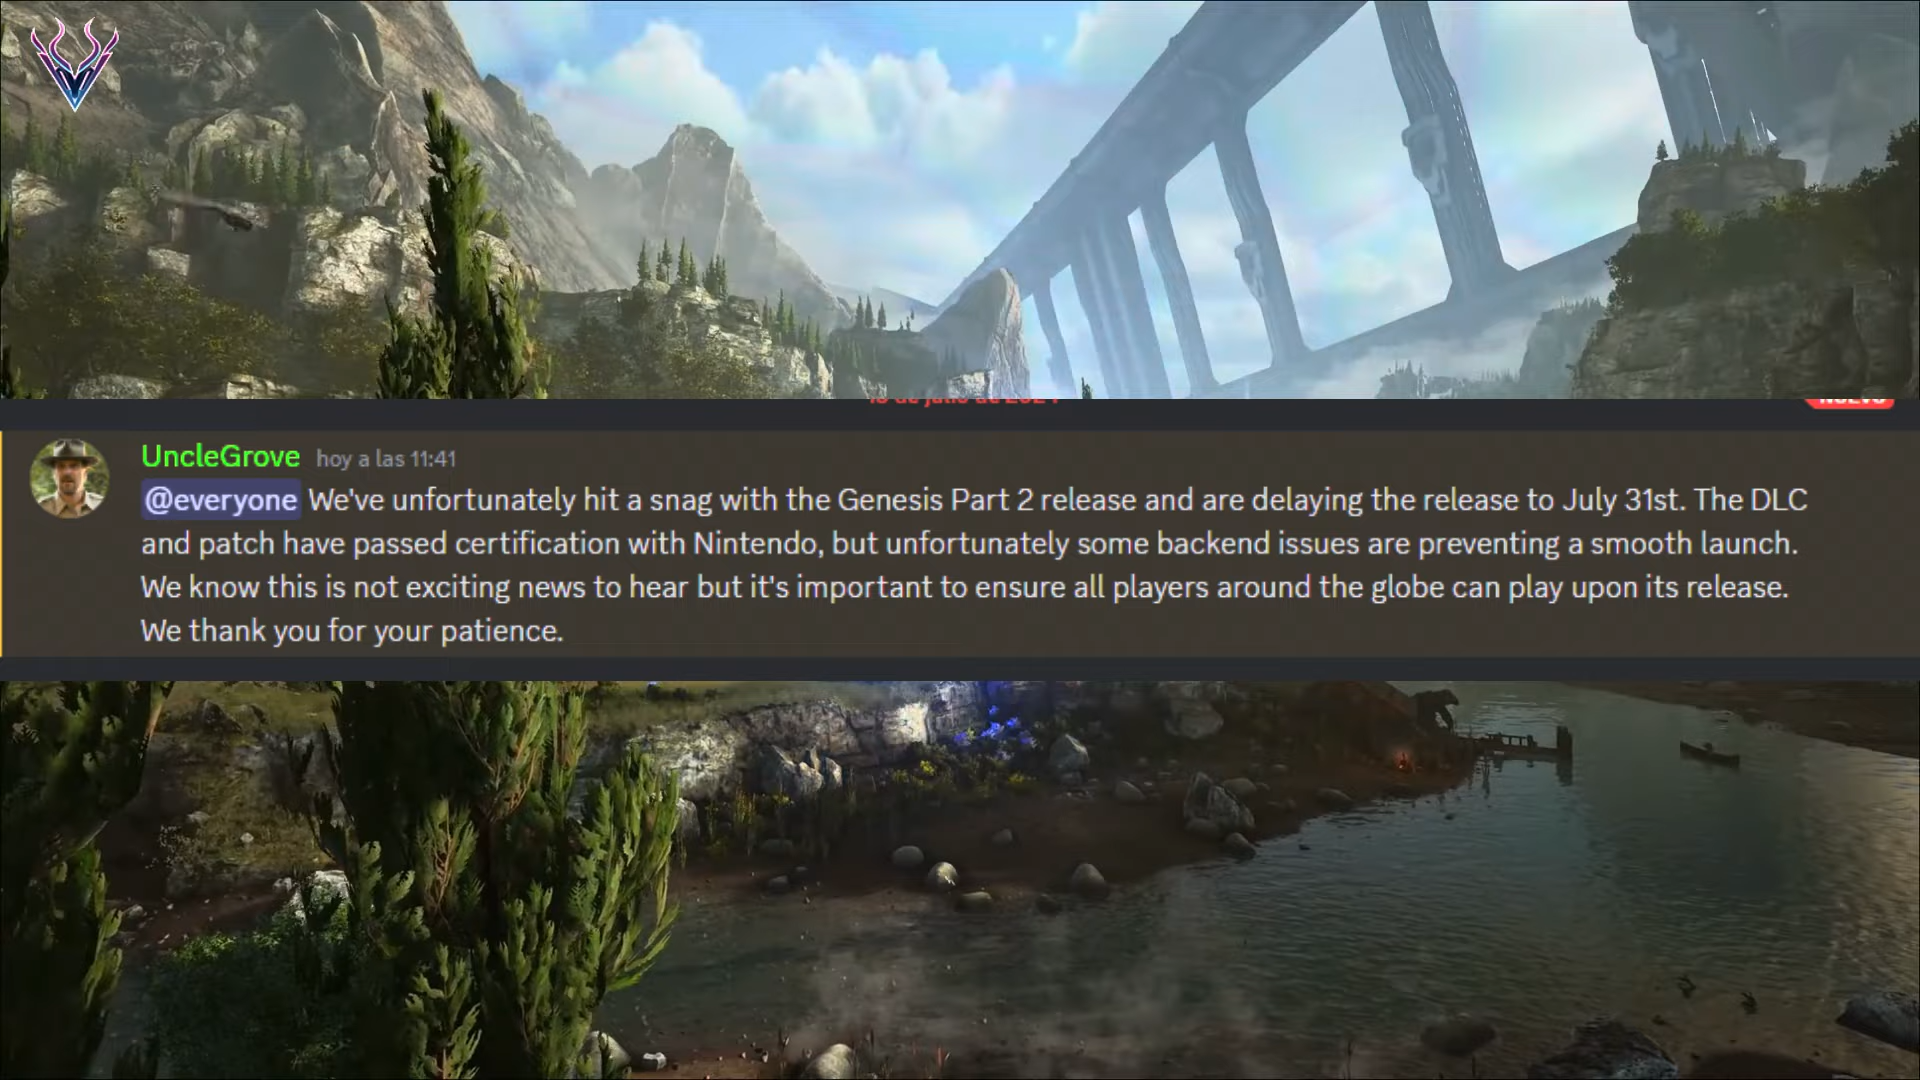 UncleGrove hoy a las 11:41
@everyone We've unfortunately hit a snag with the Genesis Part 2 release and are delaying the release to July 31st. The DLC
and patch have passed certification with Nintendo, but unfortunately some backend issues are preventing a smooth launch.
We know this is not exciting news to hear but it's important to ensure all players around the globe can play upon its release.
We thank you for your patience.